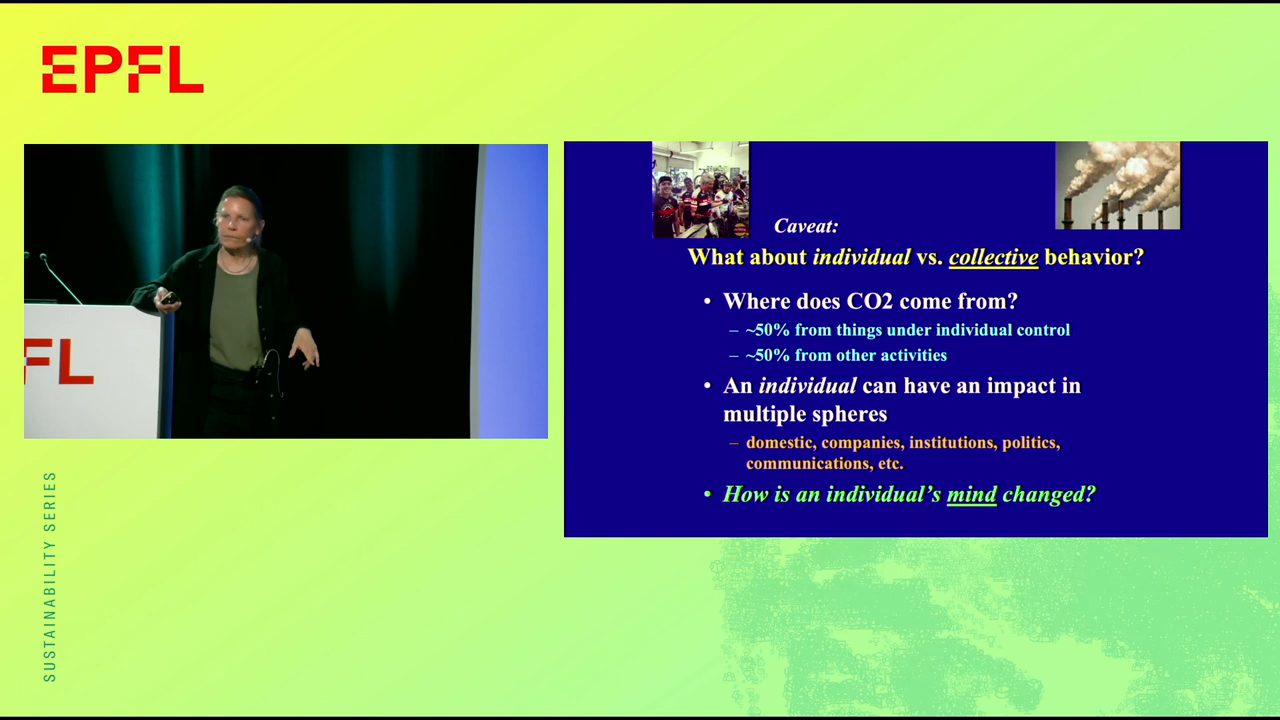 EPFL
FL
SUSTAINABILITY SERIES
Caveat:
What about individual vs. collective behavior?
• Where does CO2 come from?
– ~50% from things under individual control
– ~50% from other activities
• An individual can have an impact in
multiple spheres
– domestic, companies, institutions, politics,
communications, etc.
• How is an individual's mind changed?